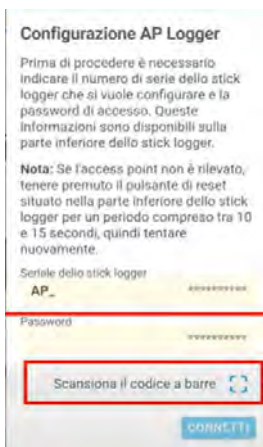 Configurazione AP Logger
Prima di procedere è necessario
indicare il numero di serie dello stick
logger che si vuole configurare e la
password di accesso. Queste
informazioni sono disponibili sulla
parte inferiore dello stick logger.
Nota: Se l'access point non è rilevato,
tenere premuto il pulsante di reset
situato nella parte inferiore dello stick
logger per un periodo compreso tra 10
e 15 secondi, quindi tentare
nuovamente.
Seriale dello stick logger
AP_ **********
Password
**********
Scansiona il codice a barre
CONNETTI